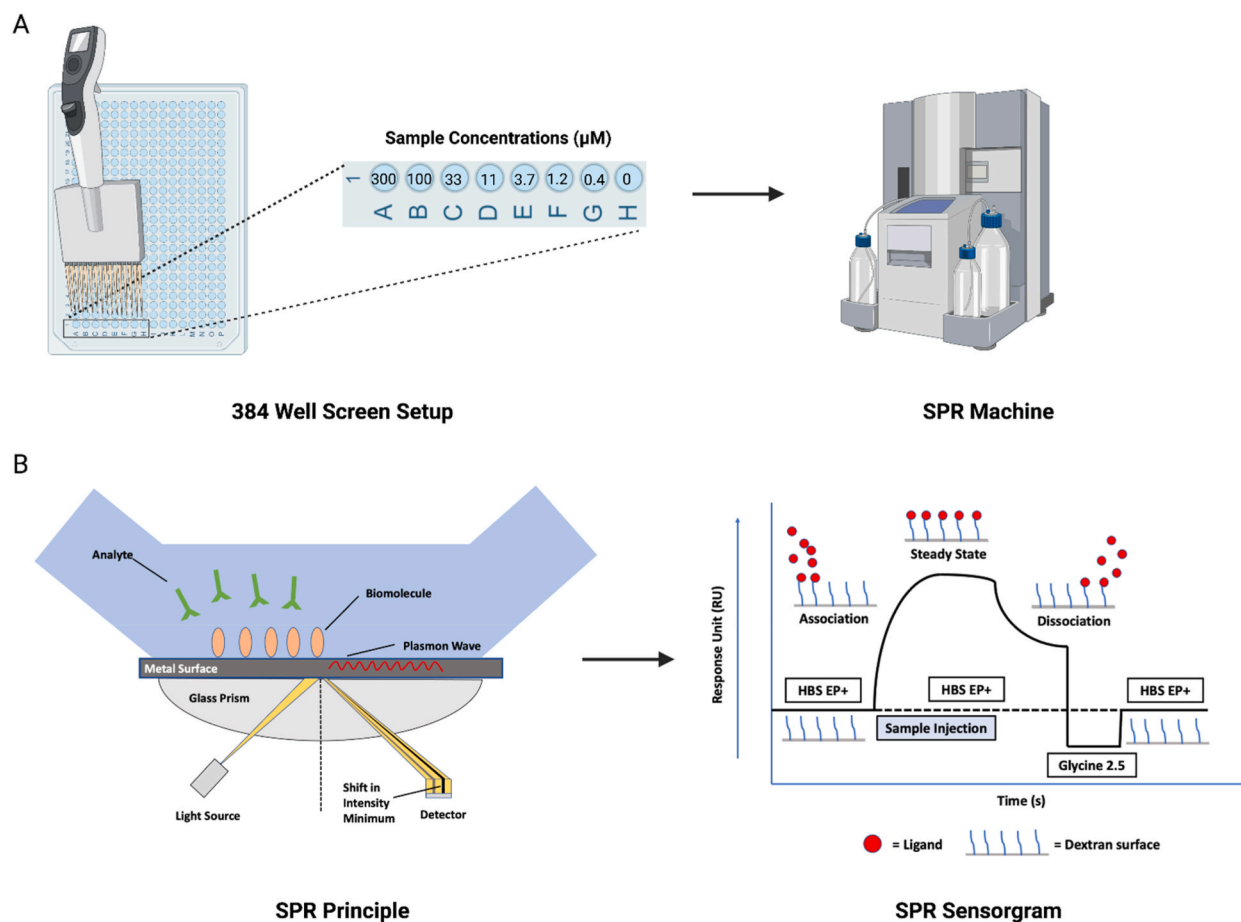 A
Sample Concentrations (µM)
1
300 100 33 11 3.7 1.2 0.4 0
A B C D E F G H
A B C D E F G H M N O P
384 Well Screen Setup
SPR Machine
B
Analyte
Biomolecule
Plasmon Wave
Metal Surface
Glass Prism
Light Source
Shift in
Intensity
Minimum
Detector
SPR Principle
Response Unit (RU)
Steady State
Association
Dissociation
HBS EP+
HBS EP+
HBS EP+
Sample Injection
Glycine 2.5
Time (s)
= Ligand
= Dextran surface
SPR Sensorgram